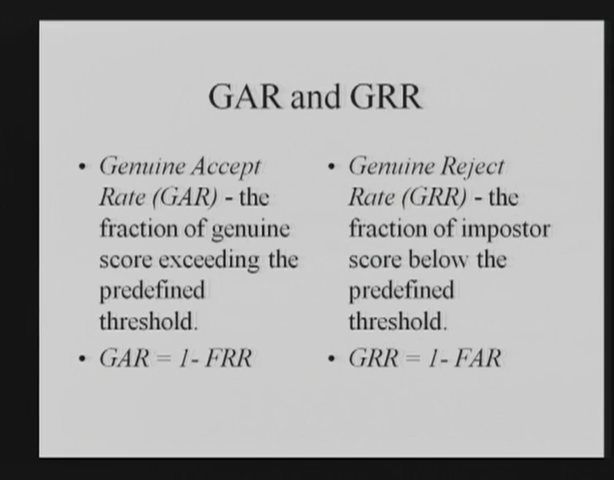 GAR and GRR
• Genuine Accept
Rate (GAR) - the
fraction of genuine
score exceeding the
predefined
threshold.
• GAR = 1- FRR
• Genuine Reject
Rate (GRR) - the
fraction of impostor
score below the
predefined
threshold.
• GRR = 1- FAR